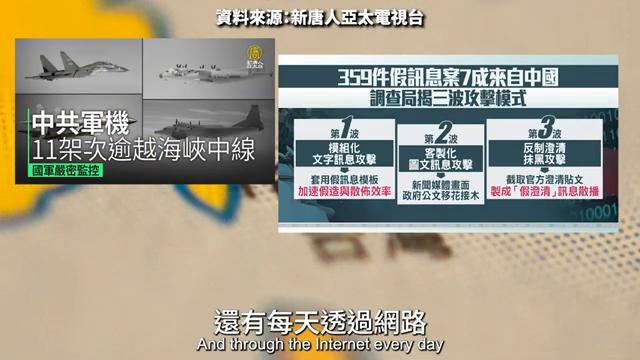 資料來源:新唐人亞太電視台
中共軍機
11架次逾越海峽中線
國軍嚴密監控
359件假訊息案7成來自中國
調查局揭三波攻擊模式
第1波
模組化
文字訊息攻擊
套用假訊息模板
加速假造與散佈效率
第2波
客製化
圖文訊息攻擊
新聞媒體畫面
政府公文移花接木
第3波
反制澄清
抹黑攻擊
截取官方澄清貼文
製成「假澄清」訊息散播
台灣
還有每天透過網路
And through the Internet every day